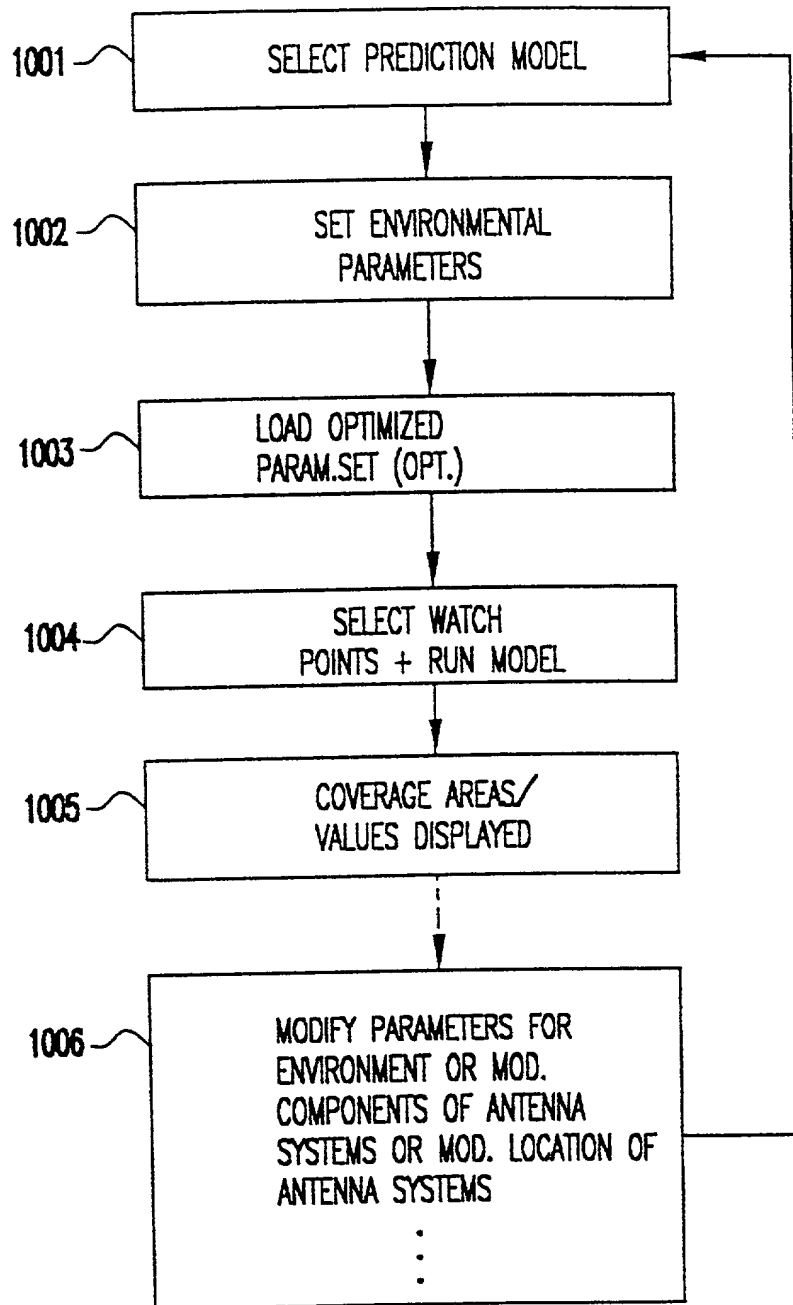 1001
SELECT PREDICTION MODEL
1002
SET ENVIRONMENTAL
PARAMETERS
1003
LOAD OPTIMIZED
PARAM.SET (OPT.)
1004
SELECT WATCH
POINTS + RUN MODEL
1005
COVERAGE AREAS/
VALUES DISPLAYED
1006
MODIFY PARAMETERS FOR
ENVIRONMENT OR MOD.
COMPONENTS OF ANTENNA
SYSTEMS OR MOD. LOCATION OF
ANTENNA SYSTEMS